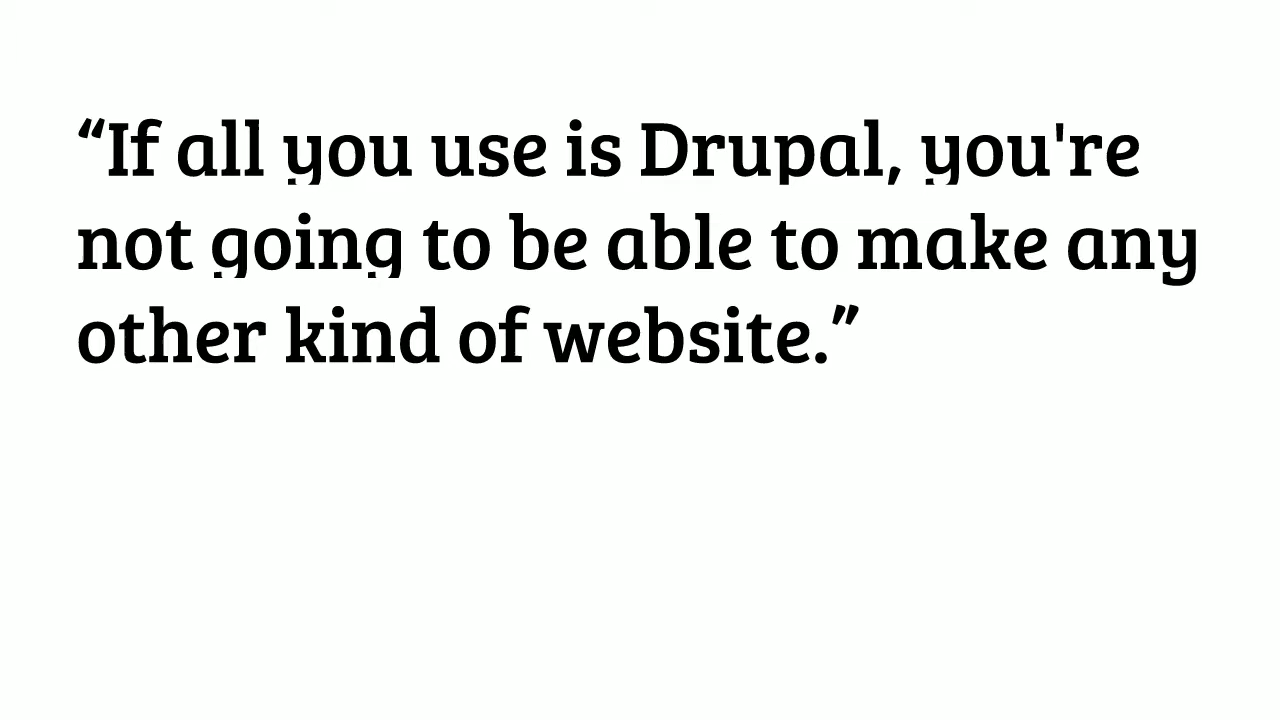 “If all you use is Drupal, you're
not going to be able to make any
other kind of website.”